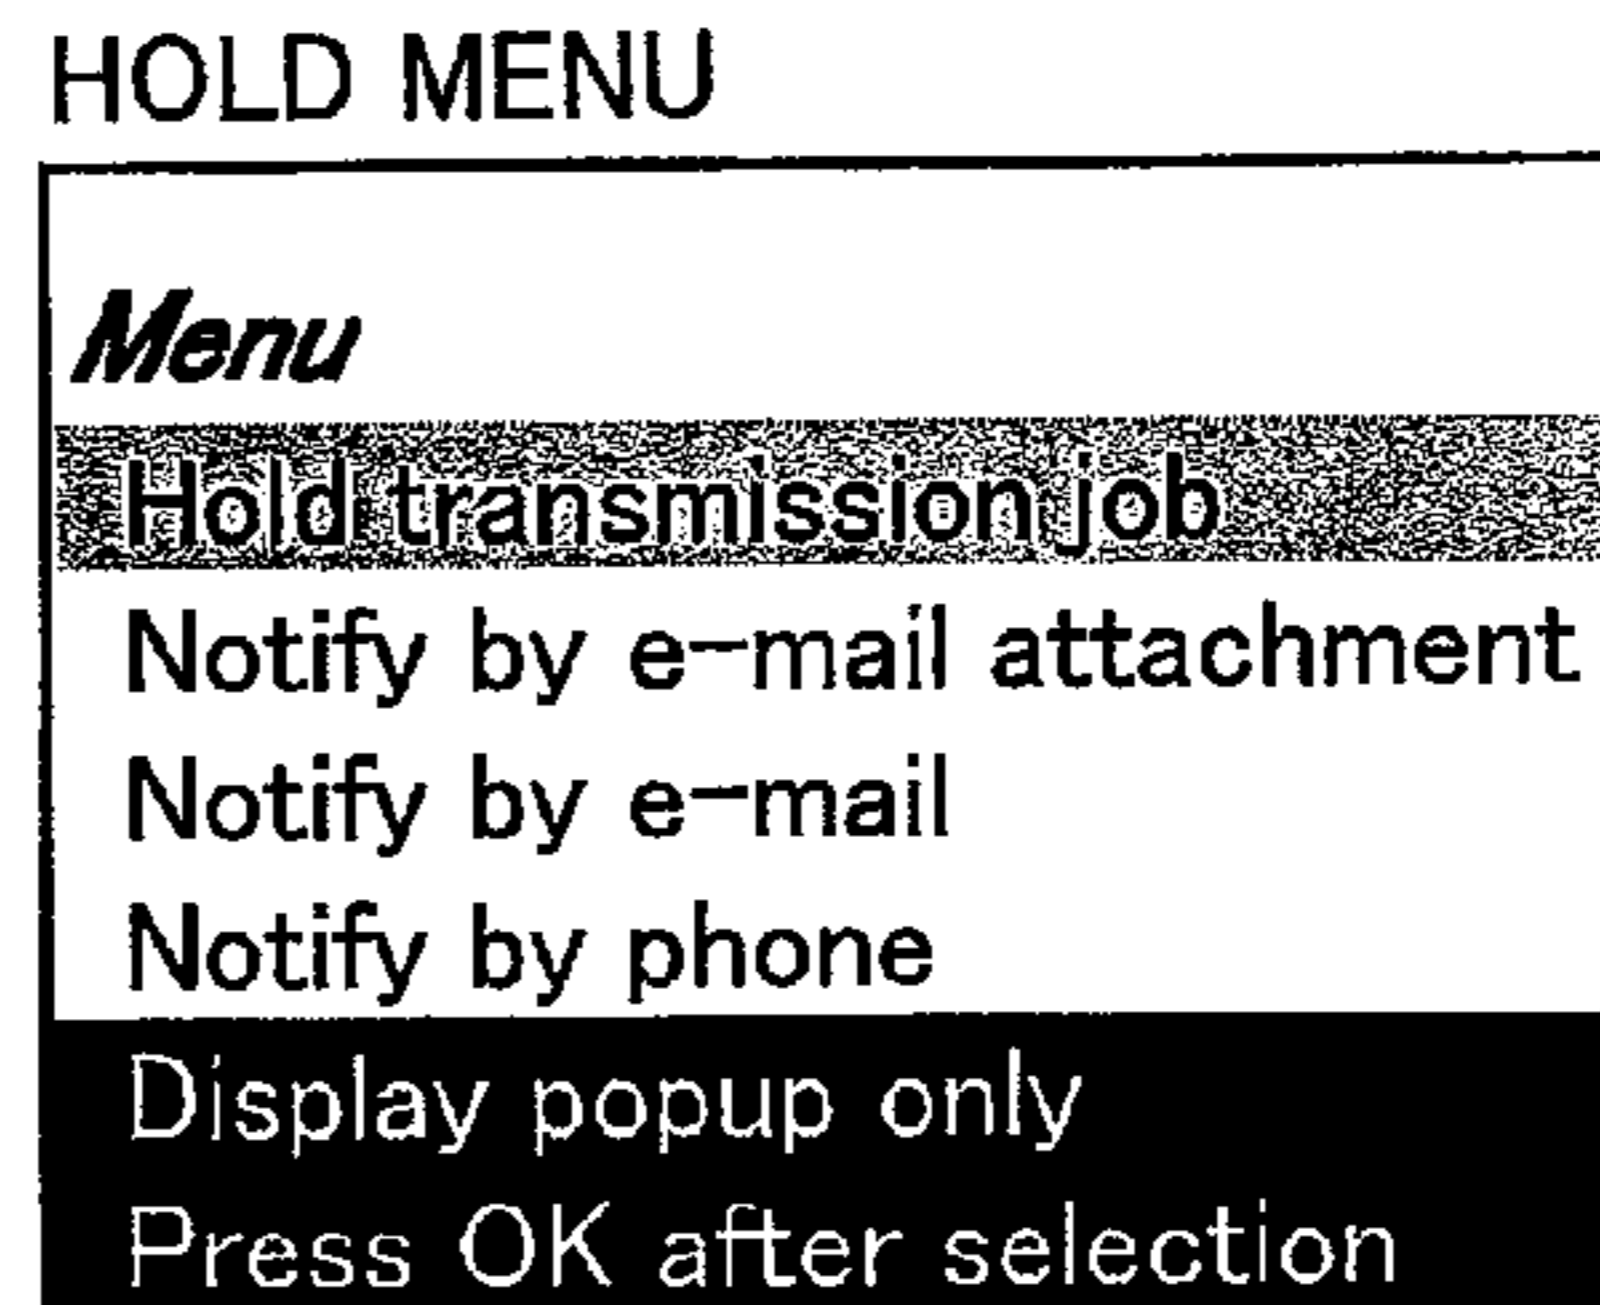 HOLD MENU
Menu
Hold transmission job
Notify by e-mail attachment
Notify by e-mail
Notify by phone
Display popup only
Press OK after selection